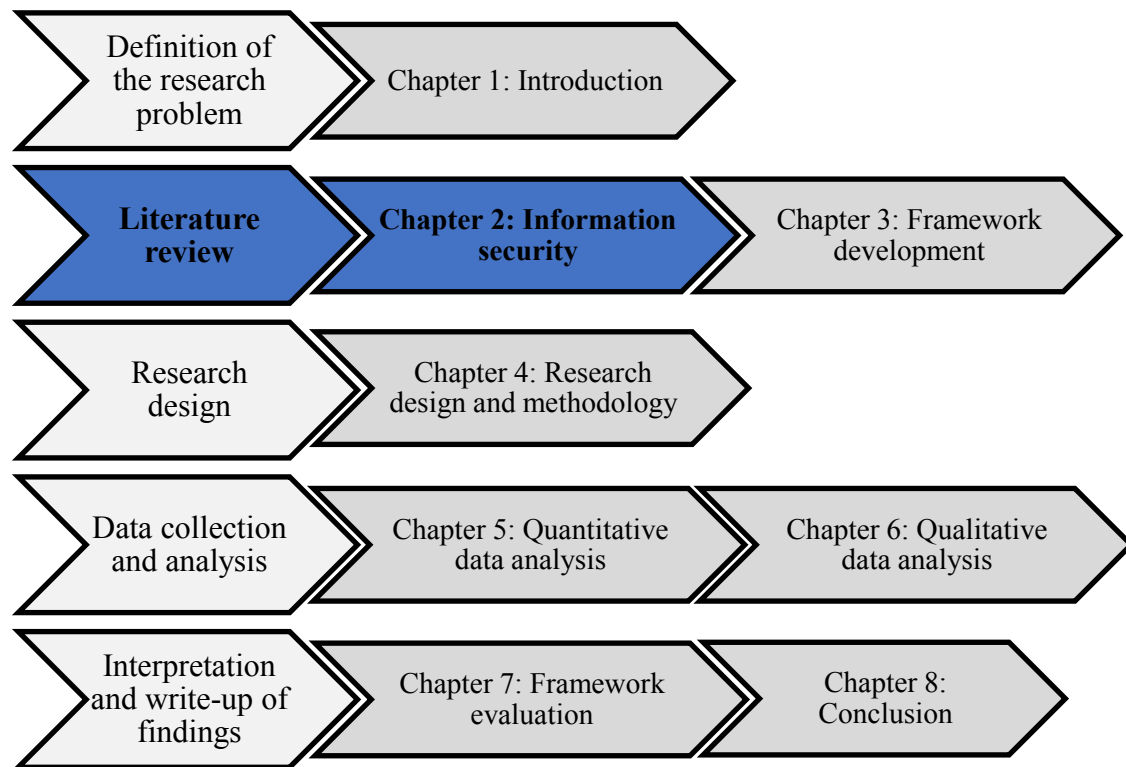 Definition of
the research
problem
Chapter 1: Introduction
Literature
review
Chapter 2: Information
security
Chapter 3: Framework
development
Research
design
Chapter 4: Research
design and methodology
Data collection
and analysis
Chapter 5: Quantitative
data analysis
Chapter 6: Qualitative
data analysis
Interpretation
and write-up of
findings
Chapter 7: Framework
evaluation
Chapter 8:
Conclusion